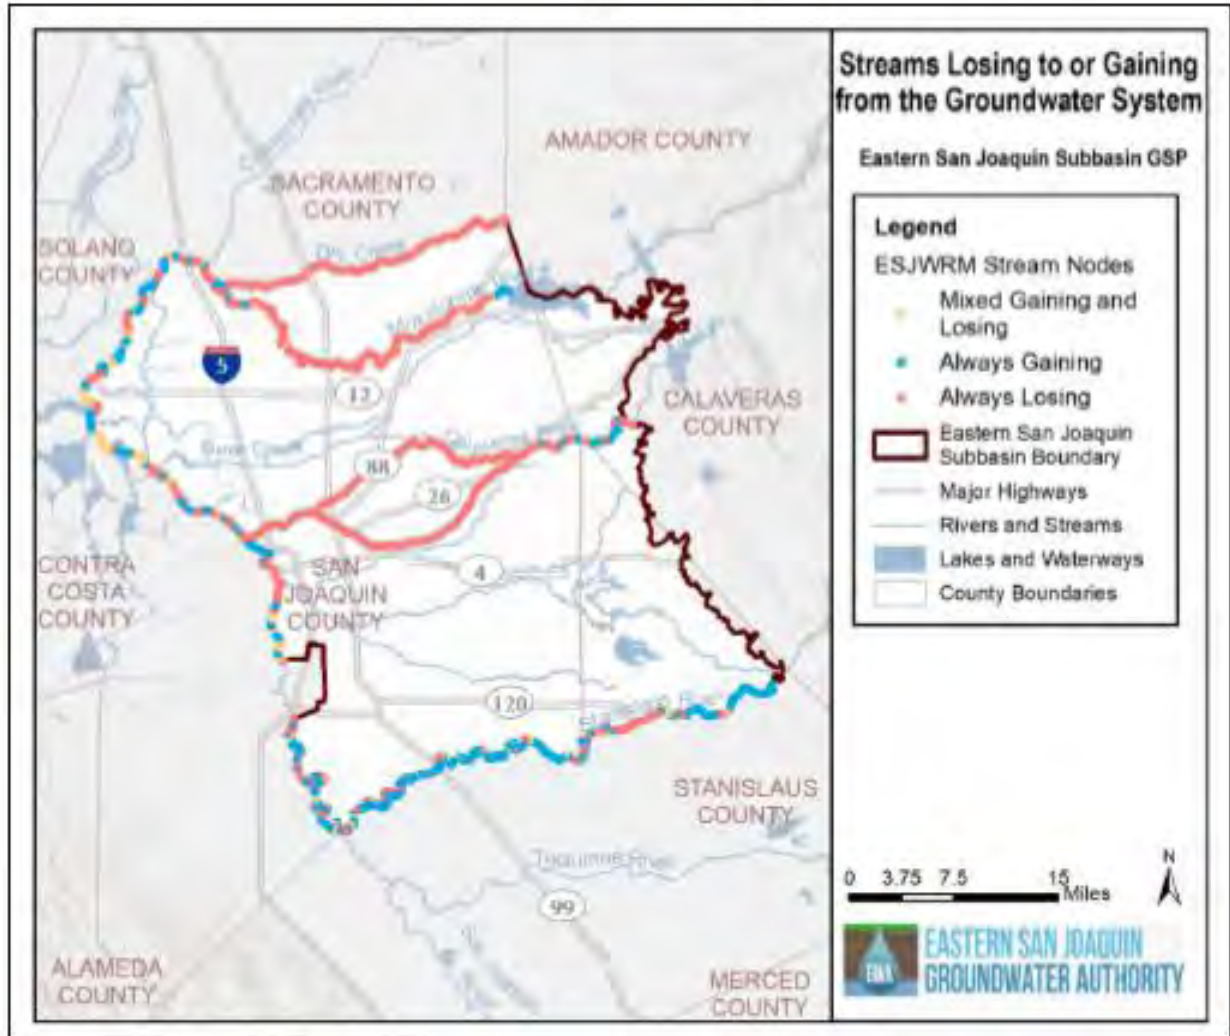 Streams Losing to or Gaining
from the Groundwater System
Eastern San Joaquin Subbasin GSP
Legend
ESJWRM Stream Nodes
Mixed Gaining and
Losing
Always Gaining
Always Losing
Eastern San Joaquin
Subbasin Boundary
Major Highways
Rivers and Streams
Lakes and Waterways
County Boundaries
AMADOR COUNTY
SACRAMENTO
COUNTY
SOLANO
COUNTY
Dry Creek
Mokelumne
5
12
CALAVERAS
COUNTY
88
26
CONTRA
COSTA
COUNTY
SAN
JOAQUIN
COUNTY
4
120
STANISLAUS
COUNTY
Tuolumne River
99
ALAMEDA
COUNTY
MERCED
COUNTY
0 3.75 7.5 15
Miles
N
EASTERN SAN JOAQUIN
GROUNDWATER AUTHORITY